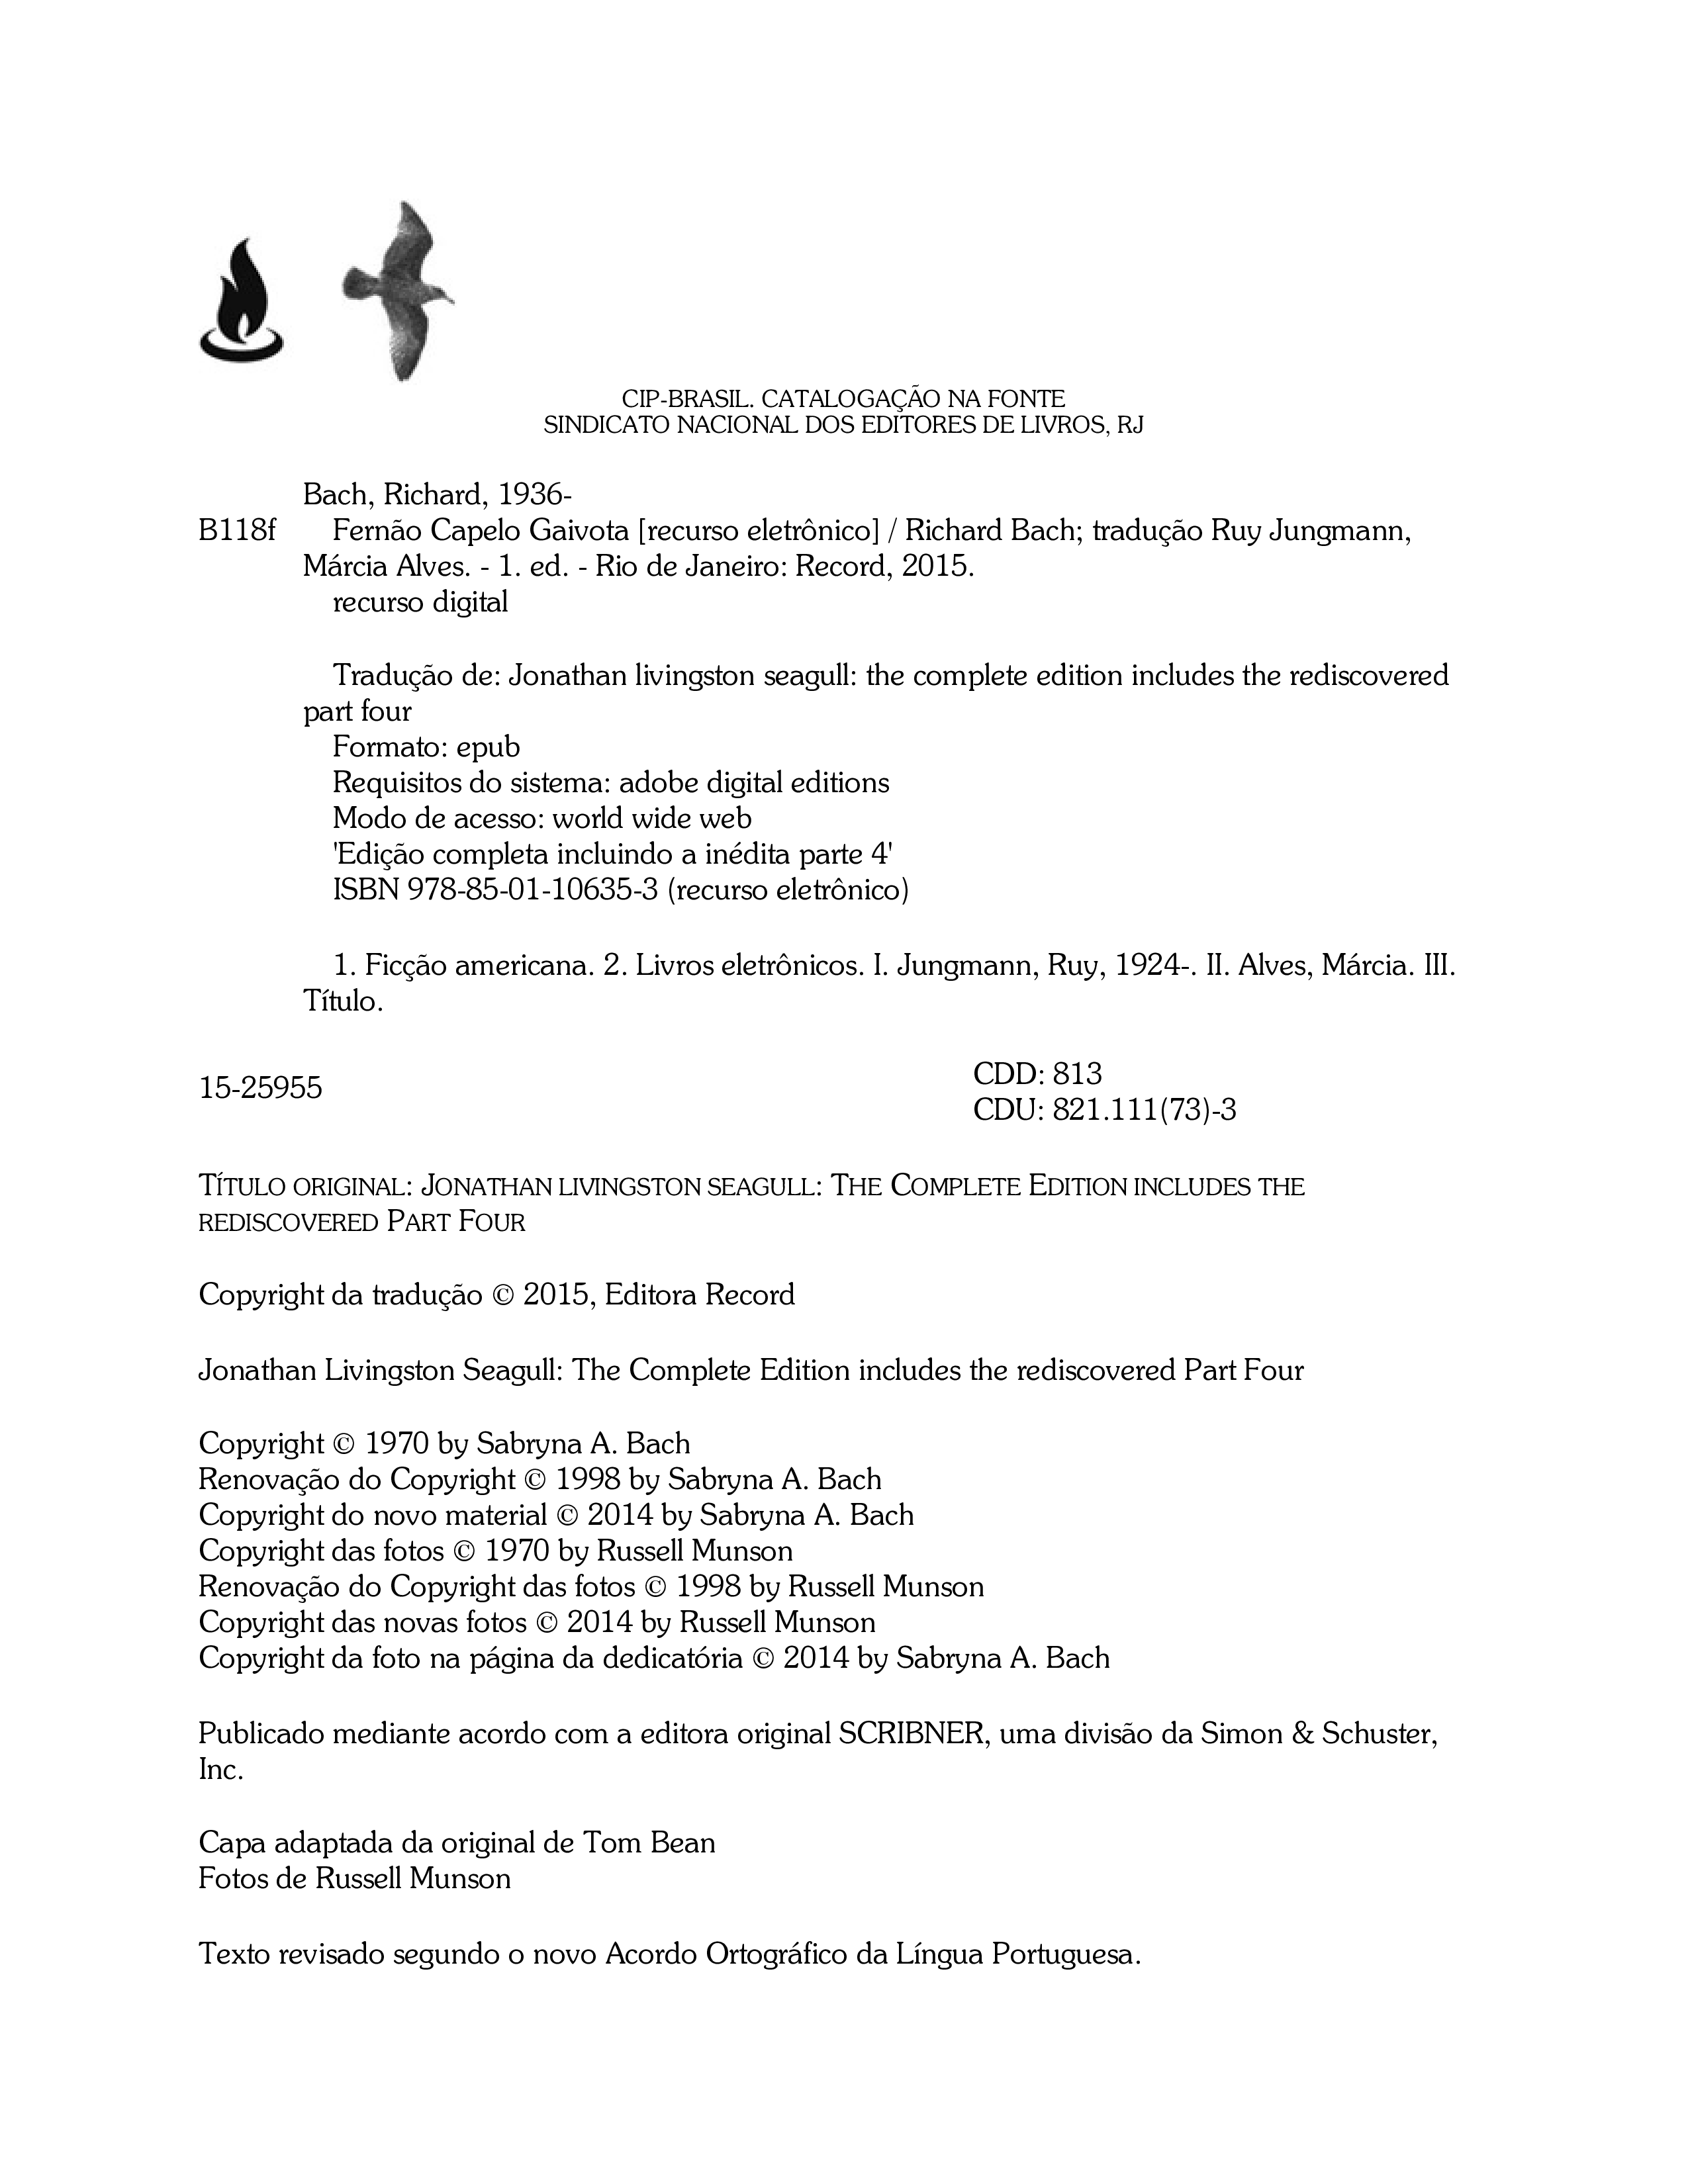 CIP-BRASIL. CATALOGAÇÃO NA FONTE
SINDICATO NACIONAL DOS EDITORES DE LIVROS, RJ
Bach, Richard, 1936-
B118f Fernão Capelo Gaivota [recurso eletrônico] / Richard Bach; tradução Ruy Jungmann,
Márcia Alves. - 1. ed. - Rio de Janeiro: Record, 2015.
recurso digital
Tradução de: Jonathan livingston seagull: the complete edition includes the rediscovered
part four
Formato: epub
Requisitos do sistema: adobe digital editions
Modo de acesso: world wide web
'Edição completa incluindo a inédita parte 4'
ISBN 978-85-01-10635-3 (recurso eletrônico)
1. Ficção americana. 2. Livros eletrônicos. I. Jungmann, Ruy, 1924-. II. Alves, Márcia. III.
Título.
15-25955
CDD: 813
CDU: 821.111(73)-3
TÍTULO ORIGINAL: JONATHAN LIVINGSTON SEAGULL: THE COMPLETE EDITION INCLUDES THE
REDISCOVERED PART FOUR
Copyright da tradução © 2015, Editora Record
Jonathan Livingston Seagull: The Complete Edition includes the rediscovered Part Four
Copyright © 1970 by Sabryna A. Bach
Renovação do Copyright © 1998 by Sabryna A. Bach
Copyright do novo material © 2014 by Sabryna A. Bach
Copyright das fotos © 1970 by Russell Munson
Renovação do Copyright das fotos © 1998 by Russell Munson
Copyright das novas fotos © 2014 by Russell Munson
Copyright da foto na página da dedicatória © 2014 by Sabryna A. Bach
Publicado mediante acordo com a editora original SCRIBNER, uma divisão da Simon & Schuster,
Inc.
Capa adaptada da original de Tom Bean
Fotos de Russell Munson
Texto revisado segundo o novo Acordo Ortográfico da Língua Portuguesa.